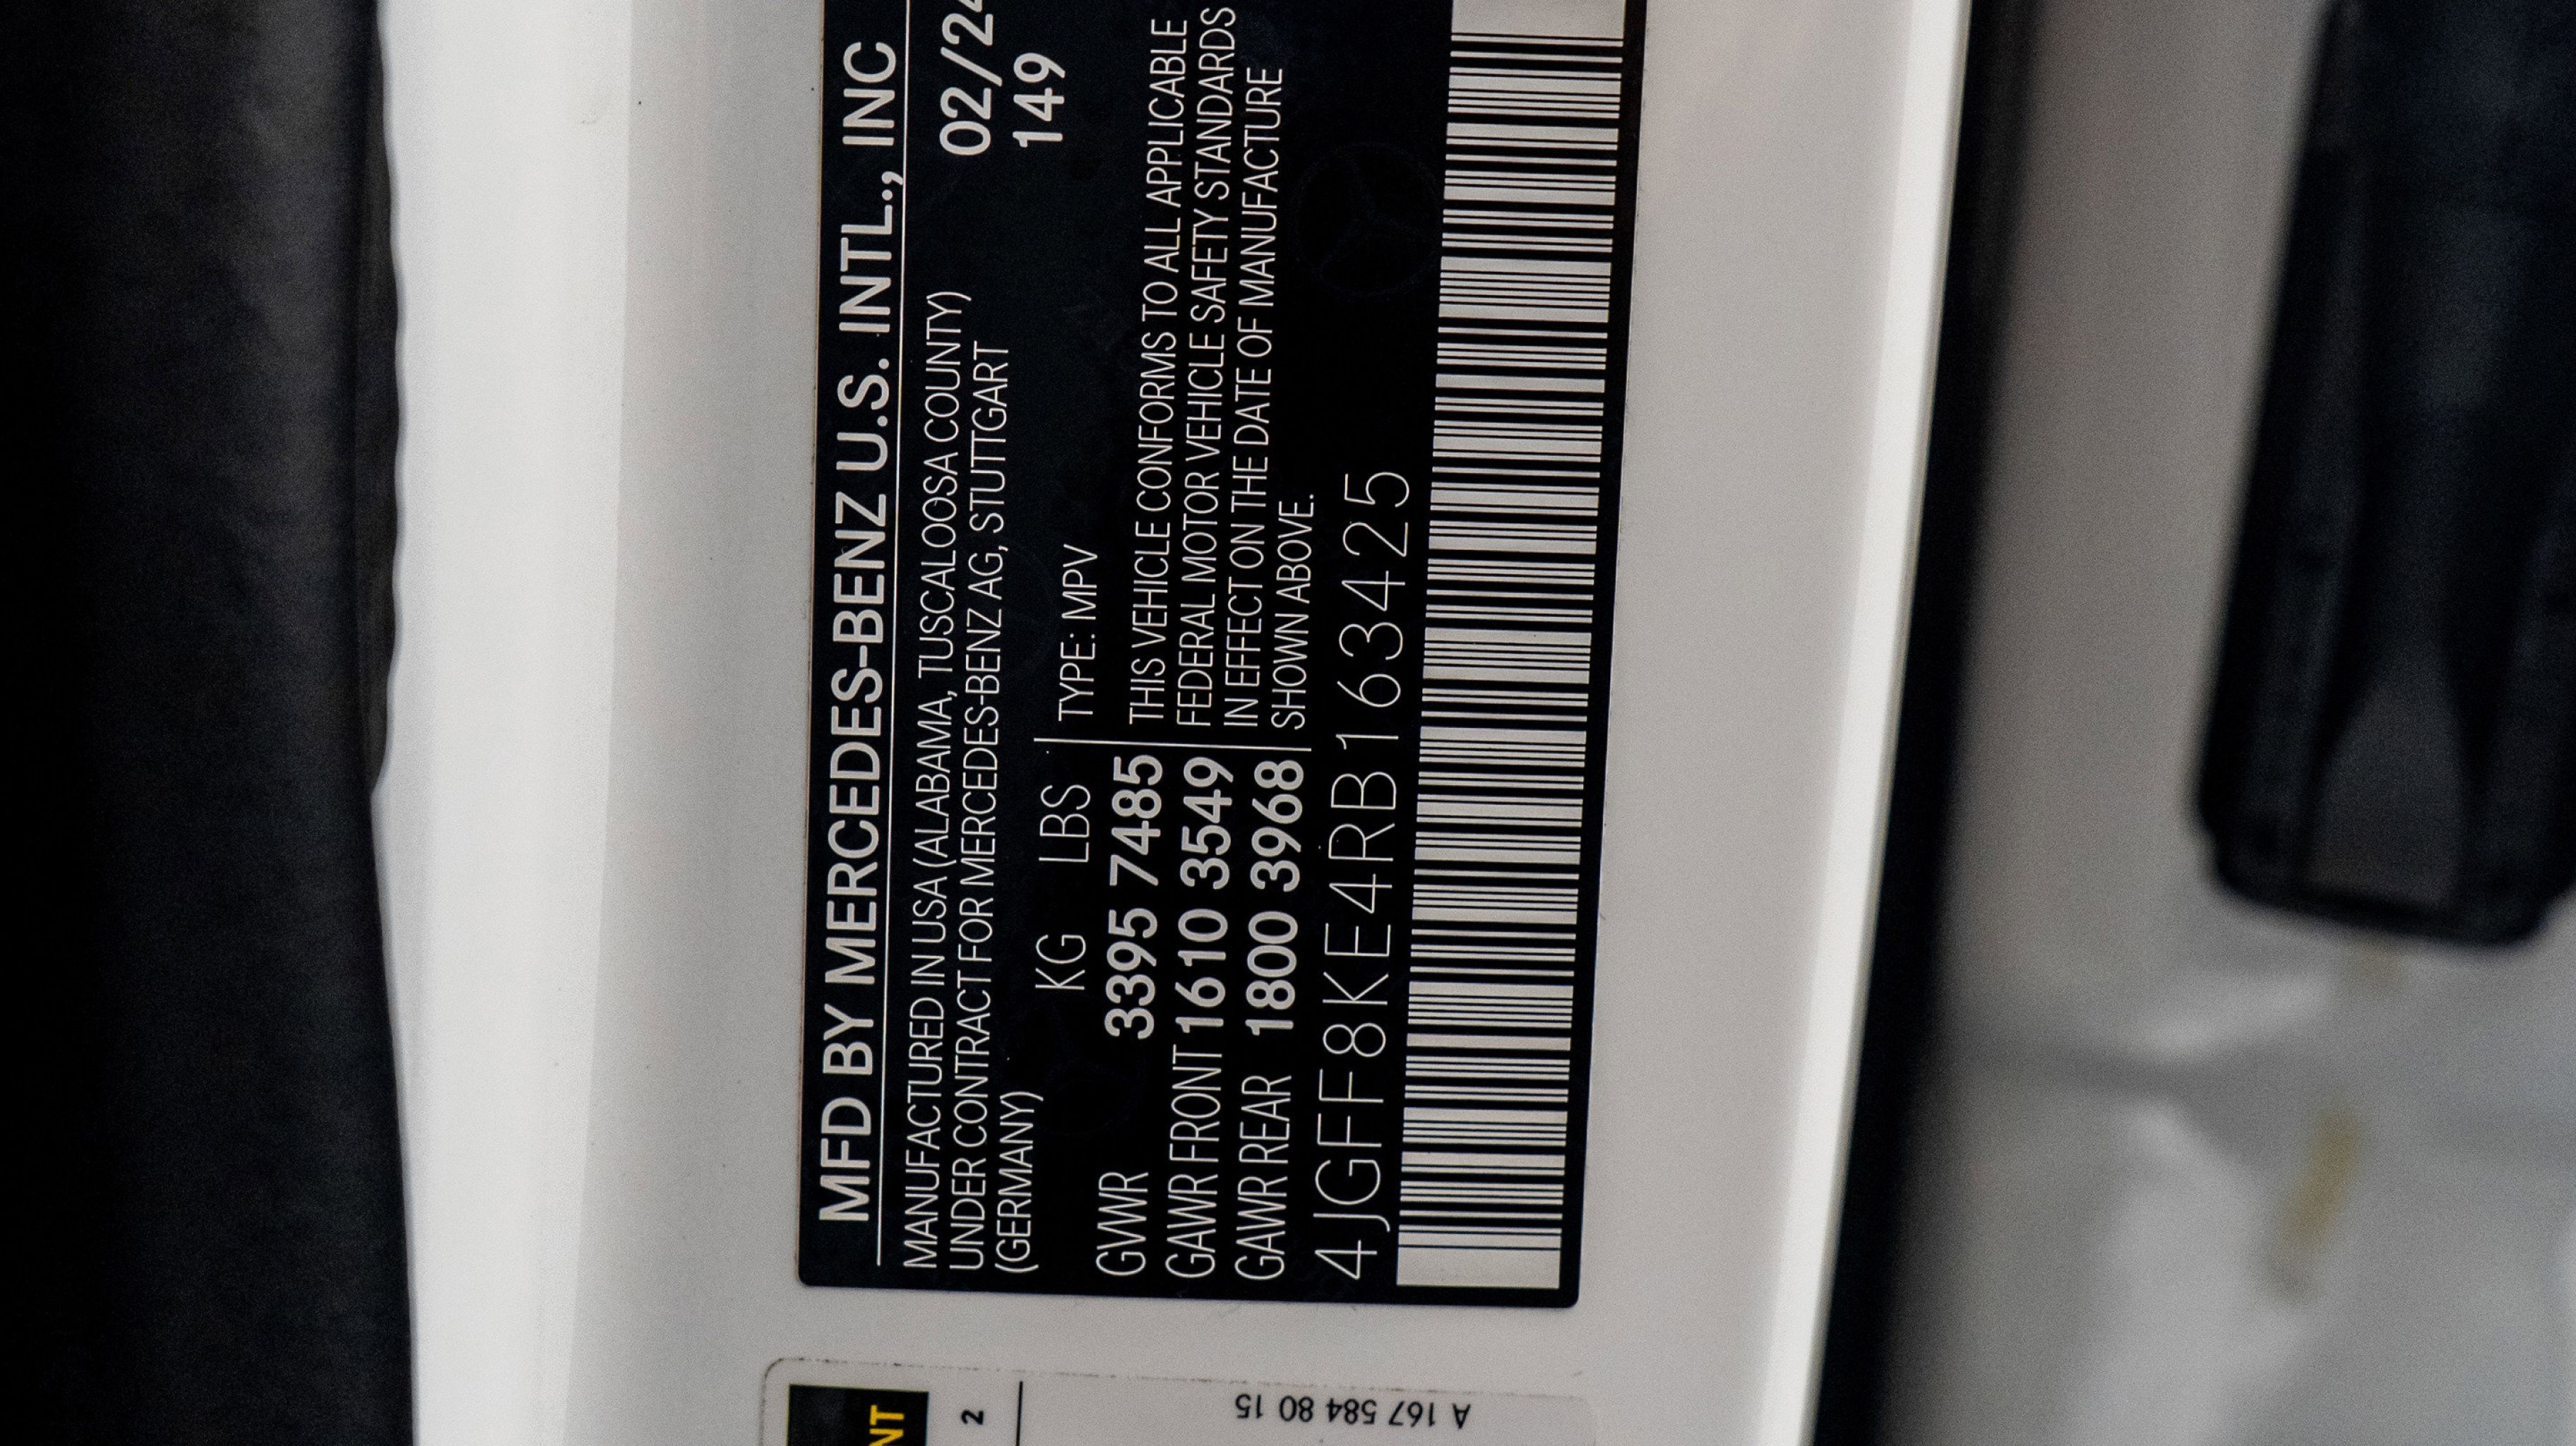 MFD BY MERCEDES-BENZ U.S. INTL., INC
MANUFACTURED IN USA (ALABAMA, TUSCALOOSA COUNTY)
UNDER CONTRACT FOR MERCEDES-BENZ AG, STUTTGART
(GERMANY)
02/24
149
KG LBS
TYPE: MPV
GVWR 3395 7485
GAWR FRONT 1610 3549
GAWR REAR 1800 3968
THIS VEHICLE CONFORMS TO ALL APPLICABLE
FEDERAL MOTOR VEHICLE SAFETY STANDARDS
IN EFFECT ON THE DATE OF MANUFACTURE
SHOWN ABOVE.
4JGFF8KE4RB163425
NT
2
A 167 584 80 15